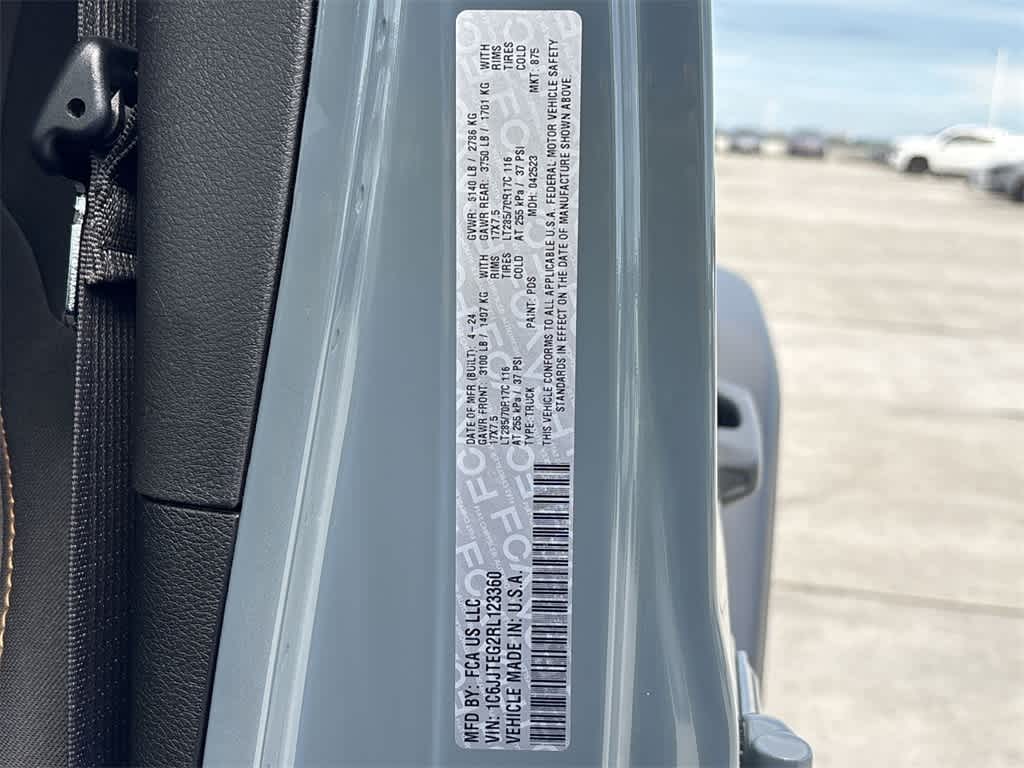 MFD BY: FCA US LLC
VIN: 1C6JJTEG2RL123360
VEHICLE MADE IN: U.S.A.
DATE OF MFR (BUILT): 4-24
GAWR FRONT: 3100 LB / 1407 KG WITH
17X7.5 RIMS
LT285/70R17C 116 TIRES
AT 255 kPa / 37 PSI COLD
TYPE: TRUCK PAINT: PDS
GVWR: 6140 LB / 2786 KG
GAWR REAR: 3750 LB / 1701 KG WITH
17X7.5 RIMS
LT285/70R17C 116 TIRES
AT 255 kPa / 37 PSI COLD
MDH: 042523 MKT: 875
THIS VEHICLE CONFORMS TO ALL APPLICABLE U.S.A. FEDERAL MOTOR VEHICLE SAFETY
STANDARDS IN EFFECT ON THE DATE OF MANUFACTURE SHOWN ABOVE.